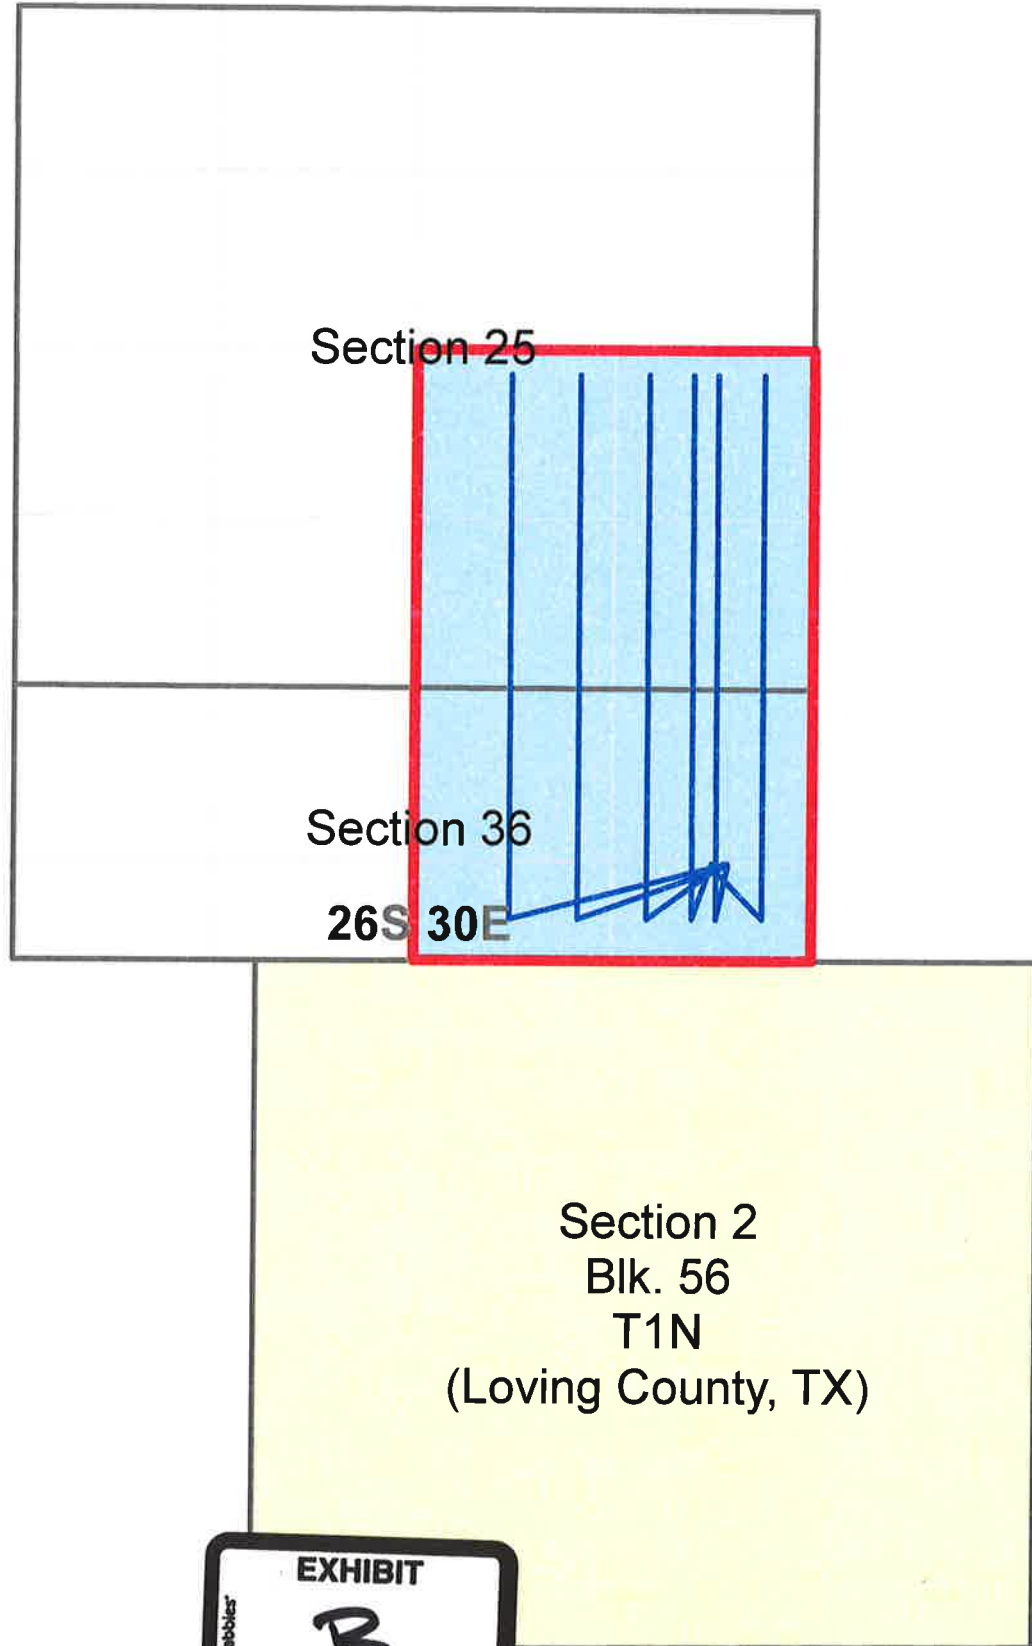 Section 25
Section 36
26S 30E
Section 2
Blk. 56
T1N
(Loving County, TX)
EXHIBIT
B